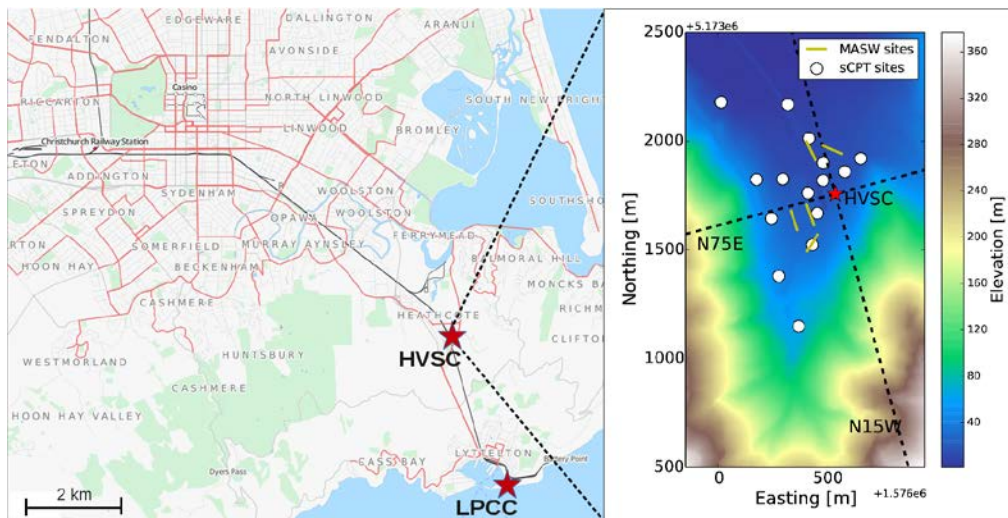 EDGEWARE
DALLINGTON
ARANUI
FENDALTON
AVONSIDE
Casino
RICCARTON
NORTH LINWOOD
SOUTH NEW BRIGH
LINWOOD
BROMLEY
Christchurch Railway Station
ETON
ADDINGTON
WOOLSTON
SYDENHAM
SPREYDON
OPAWA
WOOLSTON
SOUTHSHO
FERRYMEAD
RTON
SOMERFIELD
MURRAY AYNSLEY
HOON HAY
BECKENHAM
BALMORAL HILL
MONCKS BA
CASHMERE
HEATHCOTE
RICHM
HVSC
CLIFTO
WESTMORLAND
HUNTSBURY
CASHMERE
HOON HAY VALLEY
LYTTELTON
Dyers Pass
CASS BAY
Battery Point
2 km
LPCC
+5.173e6
2500
2000
1500
1000
500
Northing [m]
MASW sites
sCPT sites
HVSC
N75E
N15W
0
500
Easting [m]
+1.576e6
360
320
280
240
200
160
120
80
40
Elevation [m]